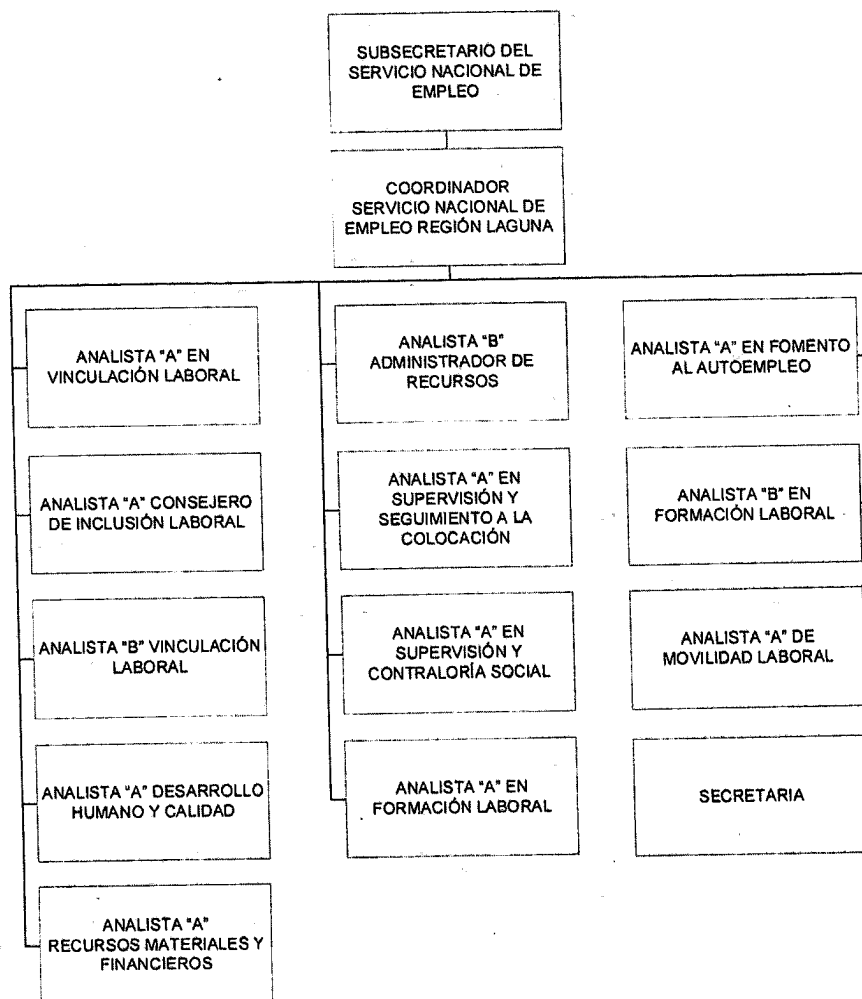 SUBSECRETARIO DEL
SERVICIO NACIONAL DE
EMPLEO
COORDINADOR
SERVICIO NACIONAL DE
EMPLEO REGIÓN LAGUNA
ANALISTA "A" EN
VINCULACIÓN LABORAL
ANALISTA "A" CONSEJERO
DE INCLUSIÓN LABORAL
ANALISTA "B" VINCULACIÓN
LABORAL
ANALISTA "A" DESARROLLO
HUMANO Y CALIDAD
ANALISTA "A"
RECURSOS MATERIALES Y
FINANCIEROS
ANALISTA "B"
ADMINISTRADOR DE
RECURSOS
ANALISTA "A" EN
SUPERVISIÓN Y
SEGUIMIENTO A LA
COLOCACIÓN
ANALISTA "A" EN
SUPERVISIÓN Y
CONTRALORÍA SOCIAL
ANALISTA "A" EN
FORMACIÓN LABORAL
ANALISTA "A" EN FOMENTO
AL AUTOEMPLEO
ANALISTA "B" EN
FORMACIÓN LABORAL
ANALISTA "A" DE
MOVILIDAD LABORAL
SECRETARIA